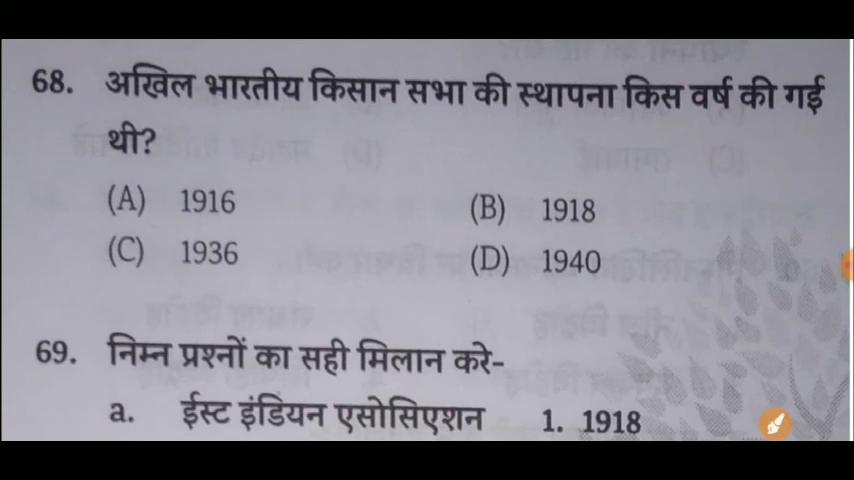 68. अखिल भारतीय किसान सभा की स्थापना किस वर्ष की गई
थी?
(A) 1916 (B) 1918
(C) 1936 (D) 1940
69. निम्न प्रश्नों का सही मिलान करे-
a. ईस्ट इंडियन एसोसिएशन 1. 1918